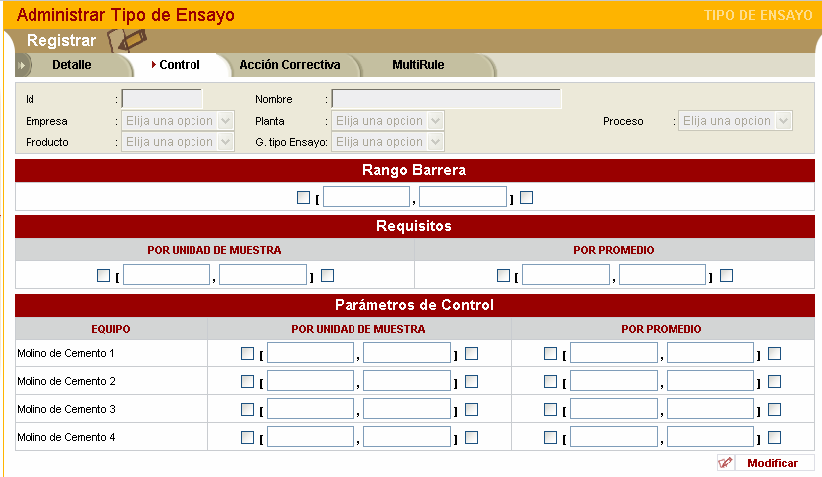 Administrar Tipo de Ensayo TIPO DE ENSAYO
Registrar
Detalle Control Acción Correctiva MultiRule
Id : Nombre :
Empresa : Elija una opcion Planta : Elija una opcion Proceso : Elija una opcion
Producto : Elija una opcion G. tipo Ensayo: Elija una opcion
Rango Barrera
[ , ]
Requisitos
POR UNIDAD DE MUESTRA POR PROMEDIO
[ , ] [ , ]
Parámetros de Control
EQUIPO POR UNIDAD DE MUESTRA POR PROMEDIO
Molino de Cemento 1 [ , ] [ , ]
Molino de Cemento 2 [ , ] [ , ]
Molino de Cemento 3 [ , ] [ , ]
Molino de Cemento 4 [ , ] [ , ]
Modificar